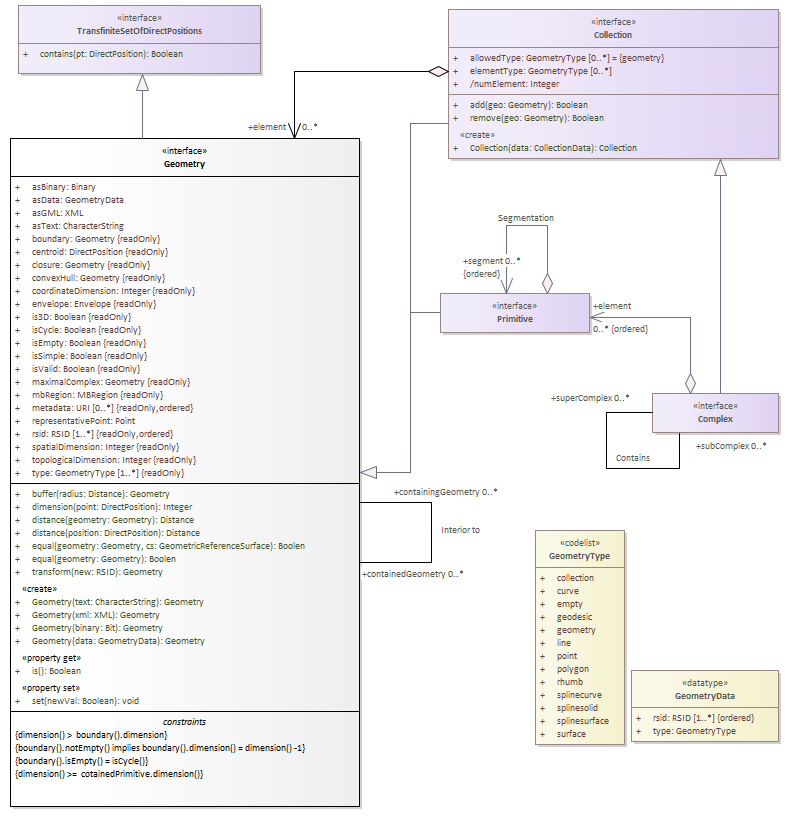 «interface»
TransfiniteSetOfDirectPositions
+ contains(pt: DirectPosition): Boolean
«interface»
Collection
+ allowedType: GeometryType [0..*] = {geometry}
+ elementType: GeometryType [0..*]
+ /numElement: Integer
+ add(geo: Geometry): Boolean
+ remove(geo: Geometry): Boolean
«create»
+ Collection(data: CollectionData): Collection
+element 0..*
«interface»
Geometry
+ asBinary: Binary
+ asData: GeometryData
+ asGML: XML
+ asText: CharacterString
+ boundary: Geometry {readOnly}
+ centroid: DirectPosition {readOnly}
+ closure: Geometry {readOnly}
+ convexHull: Geometry {readOnly}
+ coordinateDimension: Integer {readOnly}
+ envelope: Envelope {readOnly}
+ is3D: Boolean {readOnly}
+ isCycle: Boolean {readOnly}
+ isEmpty: Boolean {readOnly}
+ isSimple: Boolean {readOnly}
+ isValid: Boolean {readOnly}
+ maximalComplex: Geometry {readOnly}
+ mbRegion: MBRegion {readOnly}
+ metadata: URI [0..*] {readOnly,ordered}
+ representativePoint: Point
+ rsid: RSID [1..*] {readOnly,ordered}
+ spatialDimension: Integer {readOnly}
+ topologicalDimension: Integer {readOnly}
+ type: GeometryType [1..*] {readOnly}
+ buffer(radius: Distance): Geometry
+ dimension(point: DirectPosition): Integer
+ distance(geometry: Geometry): Distance
+ distance(position: DirectPosition): Distance
+ equal(geometry: Geometry, cs: GeometricReferenceSurface): Boolen
+ equal(geometry: Geometry): Boolen
+ transform(new: RSID): Geometry
«create»
+ Geometry(text: CharacterString): Geometry
+ Geometry(xml: XML): Geometry
+ Geometry(binary: Bit): Geometry
+ Geometry(data: GeometryData): Geometry
«property get»
+ is(): Boolean
«property set»
+ set(newVal: Boolean): void
constraints
{dimension() > boundary().dimension}
{boundary().notEmpty() implies boundary().dimension() = dimension() -1}
{boundary().isEmpty() = isCycle()}
{dimension() >= cotainedPrimitive.dimension()}
Segmentation
+segment 0..*
{ordered}
«interface»
Primitive
+element
0..* {ordered}
+superComplex 0..*
«interface»
Complex
+subComplex 0..*
Contains
+containingGeometry 0..*
Interior to
+containedGeometry 0..*
«codelist»
GeometryType
+ collection
+ curve
+ empty
+ geodesic
+ geometry
+ line
+ point
+ polygon
+ rhumb
+ splinecurve
+ splinesolid
+ splinesurface
+ surface
«datatype»
GeometryData
+ rsid: RSID [1..*] {ordered}
+ type: GeometryType